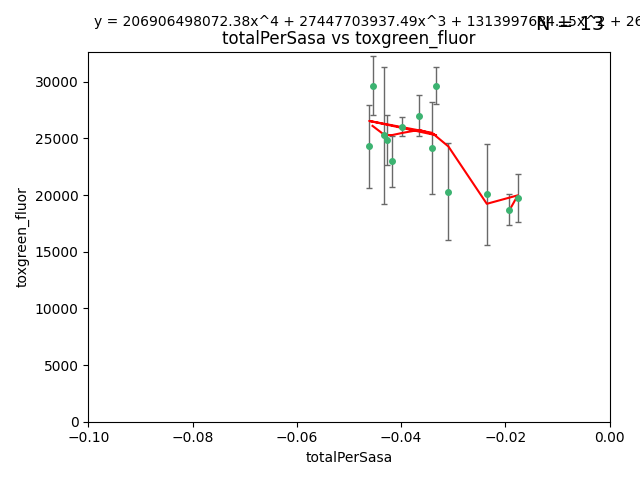 y = 206906498072.38x^4 + 27447703937.49x^3 + 1313997684.15x^2 + 26
N = 13
totalPerSasa vs toxgreen_fluor
toxgreen_fluor
30000
25000
20000
15000
10000
5000
0
−0.10 −0.08 −0.06 −0.04 −0.02 0.00
totalPerSasa